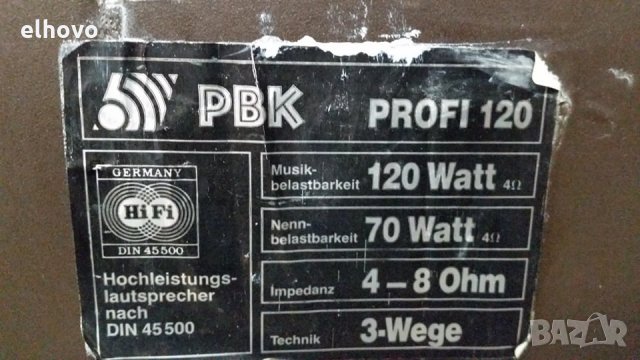 elhovo
PBK PROFI 120
GERMANY
HiFi
DIN 45500
Hochleistungs-
lautsprecher
nach
DIN 45500
Musik-
belastbarkeit 120 Watt 4Ω
Nenn-
belastbarkeit 70 Watt 4Ω
Impedanz 4 – 8 Ohm
Technik 3-Wege
BAZAR